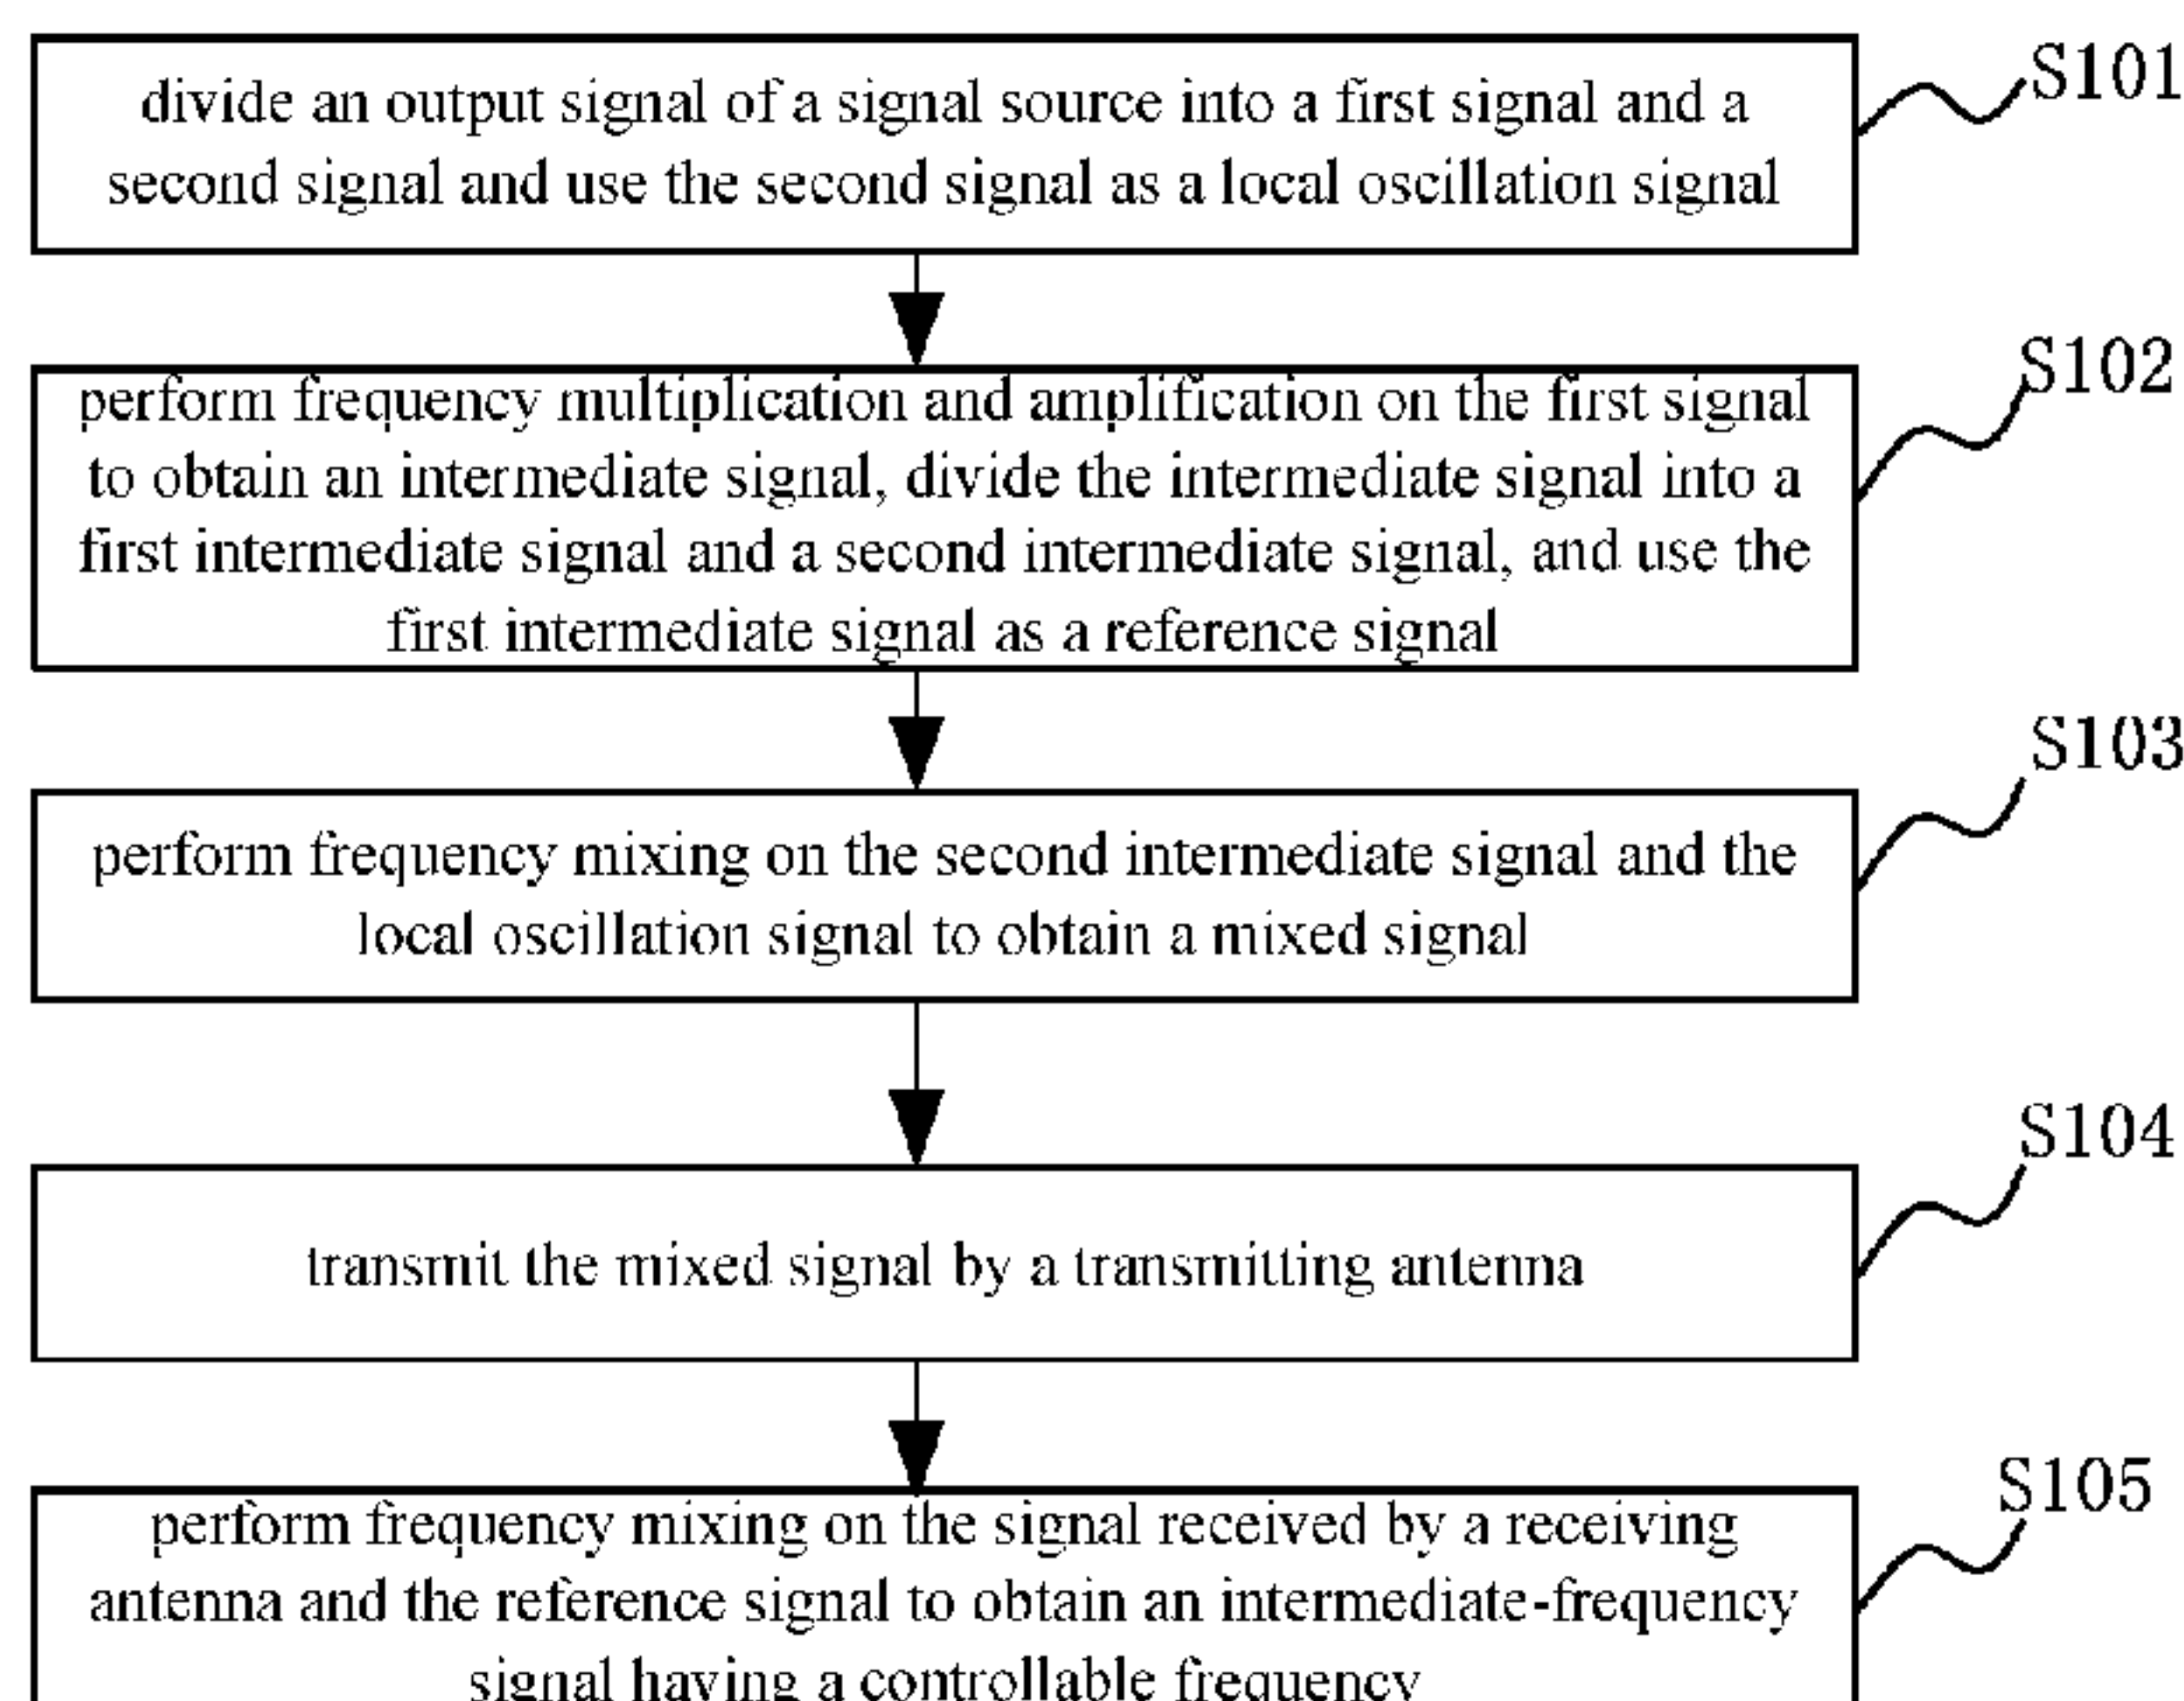 divide an output signal of a signal source into a first signal and a
second signal and use the second signal as a local oscillation signal
S101
perform frequency multiplication and amplification on the first signal
to obtain an intermediate signal, divide the intermediate signal into a
first intermediate signal and a second intermediate signal, and use the
first intermediate signal as a reference signal
S102
perform frequency mixing on the second intermediate signal and the
local oscillation signal to obtain a mixed signal
S103
transmit the mixed signal by a transmitting antenna
S104
perform frequency mixing on the signal received by a receiving
antenna and the reference signal to obtain an intermediate-frequency
signal having a controllable frequency
S105